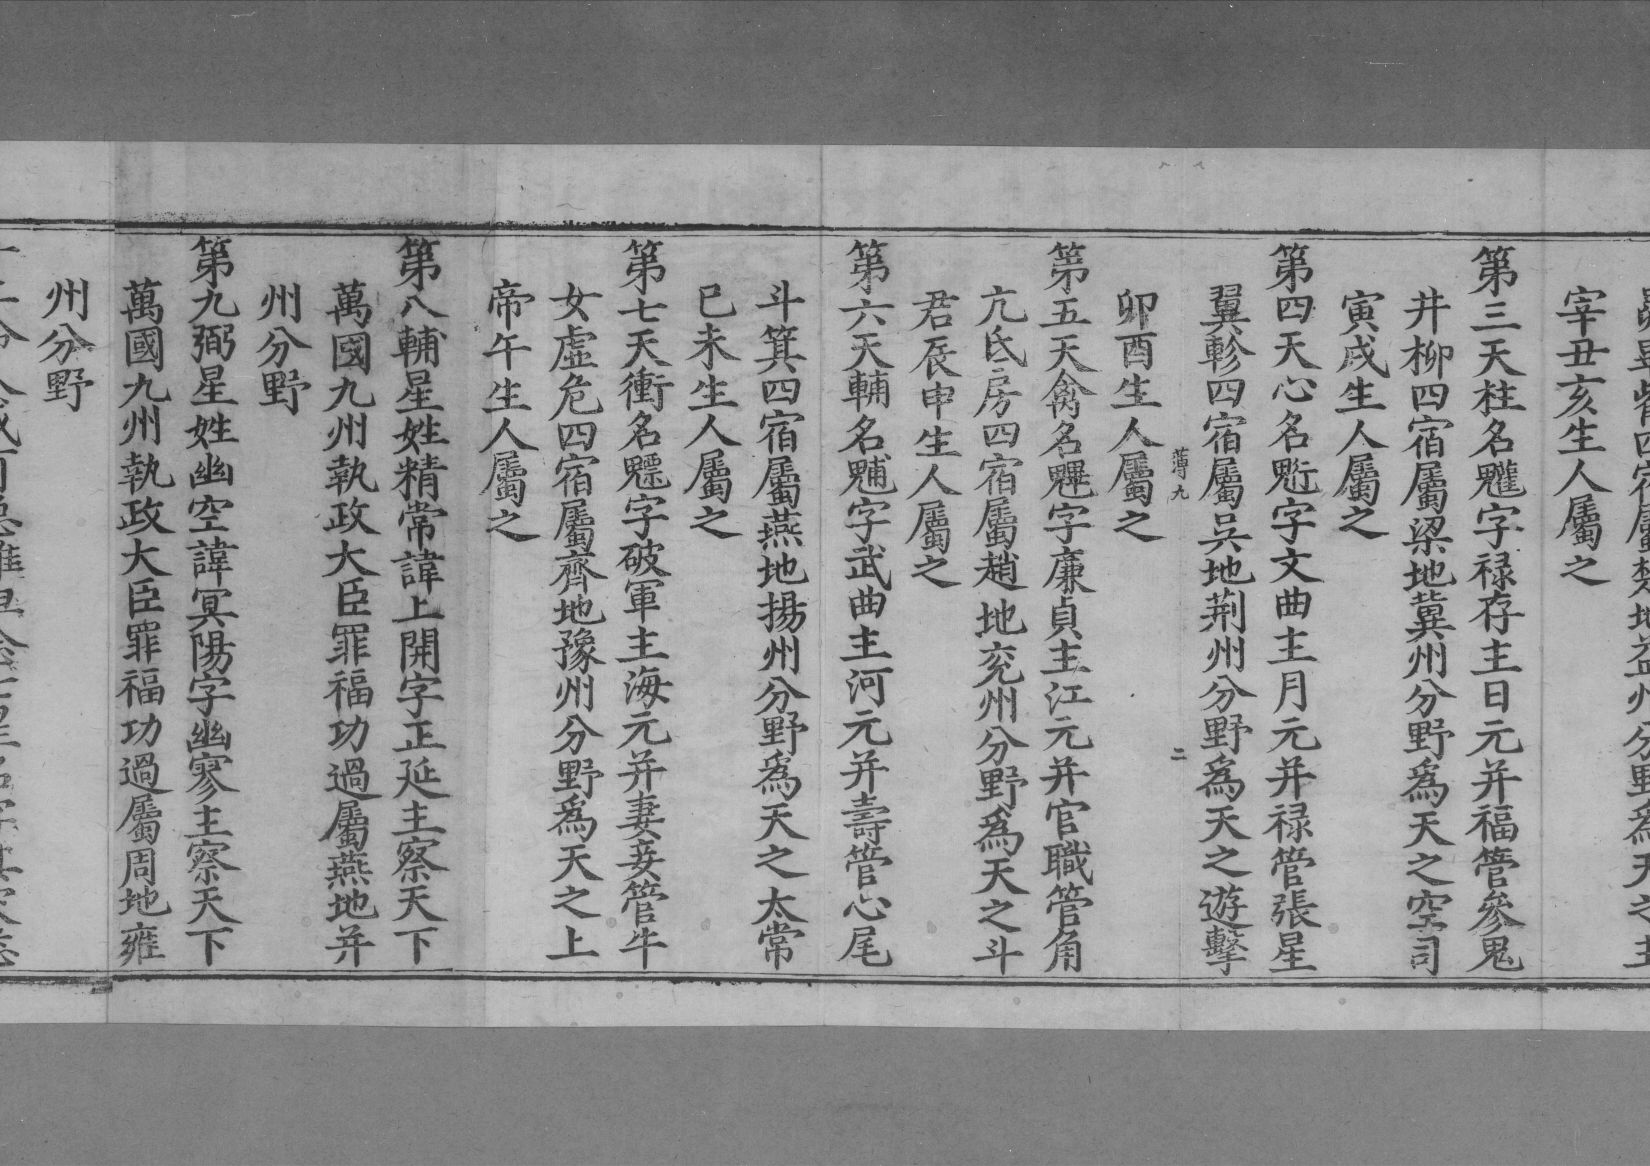 宰丑亥生人屬之
第三天柱名魓字禄存主日元并福管參鬼
井柳四宿屬梁地冀州分野爲天之空司
寅戌生人屬之
第四天心名魁字文曲主月元并禄管張星
翼軫四宿屬吳地荆州分野爲天之遊擊
卯酉生人屬之
薄九
二
第五天禽名魓字廉貞主江元并官職管角
亢氐房四宿屬趙地兖州分野爲天之斗
君辰申生人屬之
第六天輔名魓字武曲主河元并壽管心尾
斗箕四宿屬燕地揚州分野爲天之太常
巳未生人屬之
第七天衝名魒字破軍主海元并妻妾管牛
女虛危四宿屬齊地豫州分野爲天之上
帝午生人屬之
第八輔星姓精常諱上開字正延主察天下
萬國九州執政大臣罪福功過屬燕地并
州分野
第九弼星姓幽空諱冥陽字幽寥主察天下
萬國九州執政大臣罪福功過屬周地雍
州分野